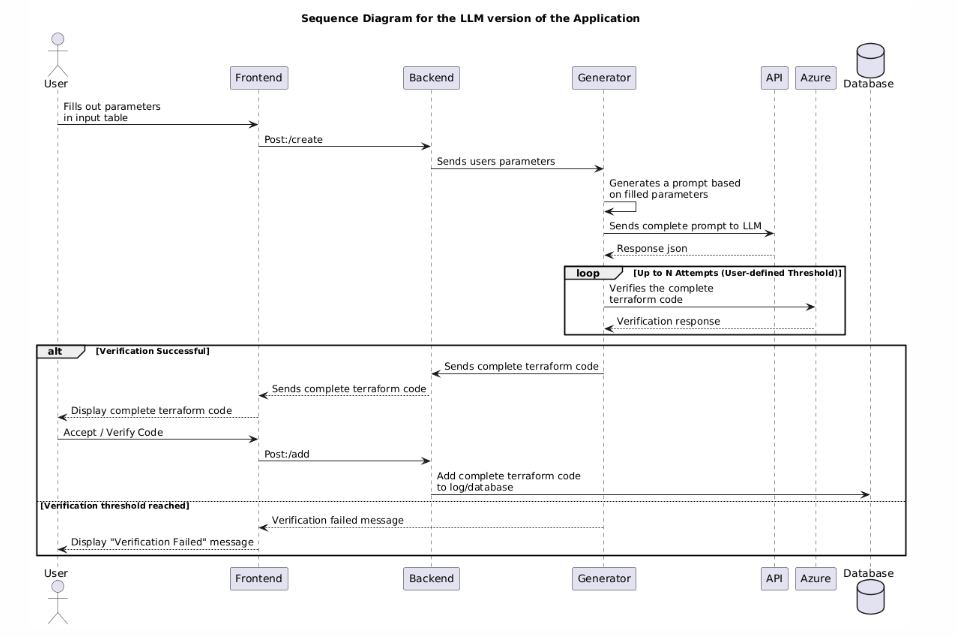 Sequence Diagram for the LLM version of the Application
User
Frontend
Backend
Generator
API
Azure
Database
Fills out parameters
in input table
Post:/create
Sends users parameters
Generates a prompt based
on filled parameters
Sends complete prompt to LLM
Response json
loop
[Up to N Attempts (User-defined Threshold)]
Verifies the complete
terraform code
Verification response
alt
[Verification Successful]
Sends complete terraform code
Sends complete terraform code
Display complete terraform code
Accept / Verify Code
Post:/add
Add complete terraform code
to log/database
[Verification threshold reached]
Verification failed message
Display "Verification Failed" message
User
Frontend
Backend
Generator
API
Azure
Database